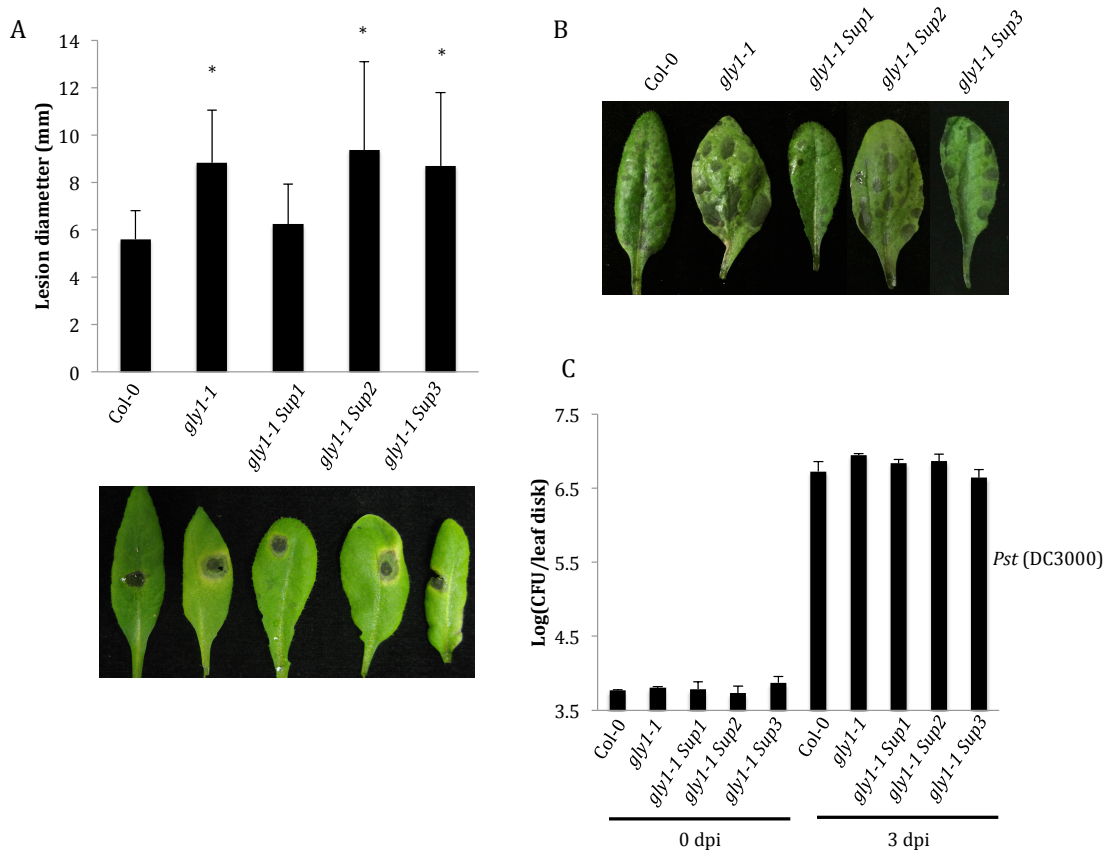 A
14
12
10
8
6
4
2
0
Lesion diametter (mm)
*
*
*
Col-0
gly1-1
gly1-1 Sup1
gly1-1 Sup2
gly1-1 Sup3
B
Col-0
gly1-1
gly1-1 Sup1
gly1-1 Sup2
gly1-1 Sup3
C
7.5
6.5
5.5
4.5
3.5
Log(CFU/leaf disk)
Pst (DC3000)
Col-0
gly1-1
gly1-1 Sup1
gly1-1 Sup2
gly1-1 Sup3
Col-0
gly1-1
gly1-1 Sup1
gly1-1 Sup2
gly1-1 Sup3
0 dpi
3 dpi